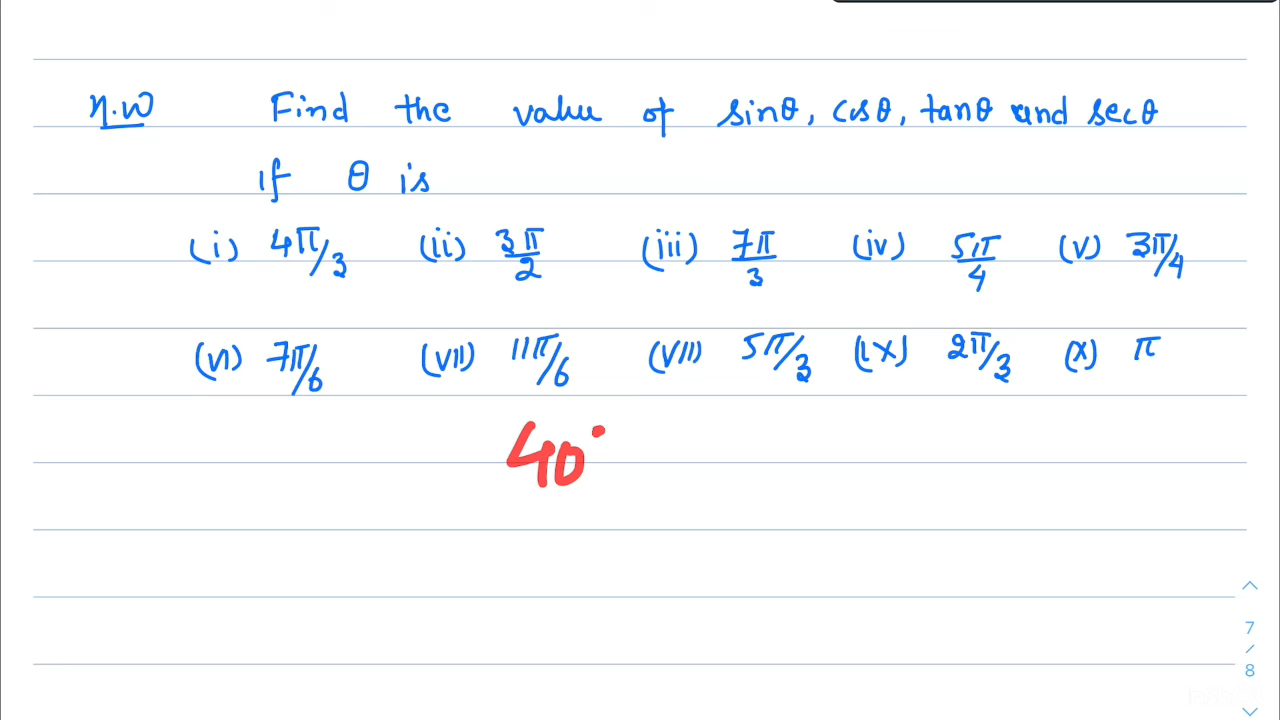 H.W Find the value of sinθ, cosθ, tanθ and secθ
if θ is
(i) 4π/3 (ii) 3π/2 (iii) 7π/3 (iv) 5π/4 (v) 3π/4
(VI) 7π/6 (VII) 11π/6 (VIII) 5π/3 (IX) 2π/3 (X) π
40°
7
/
8